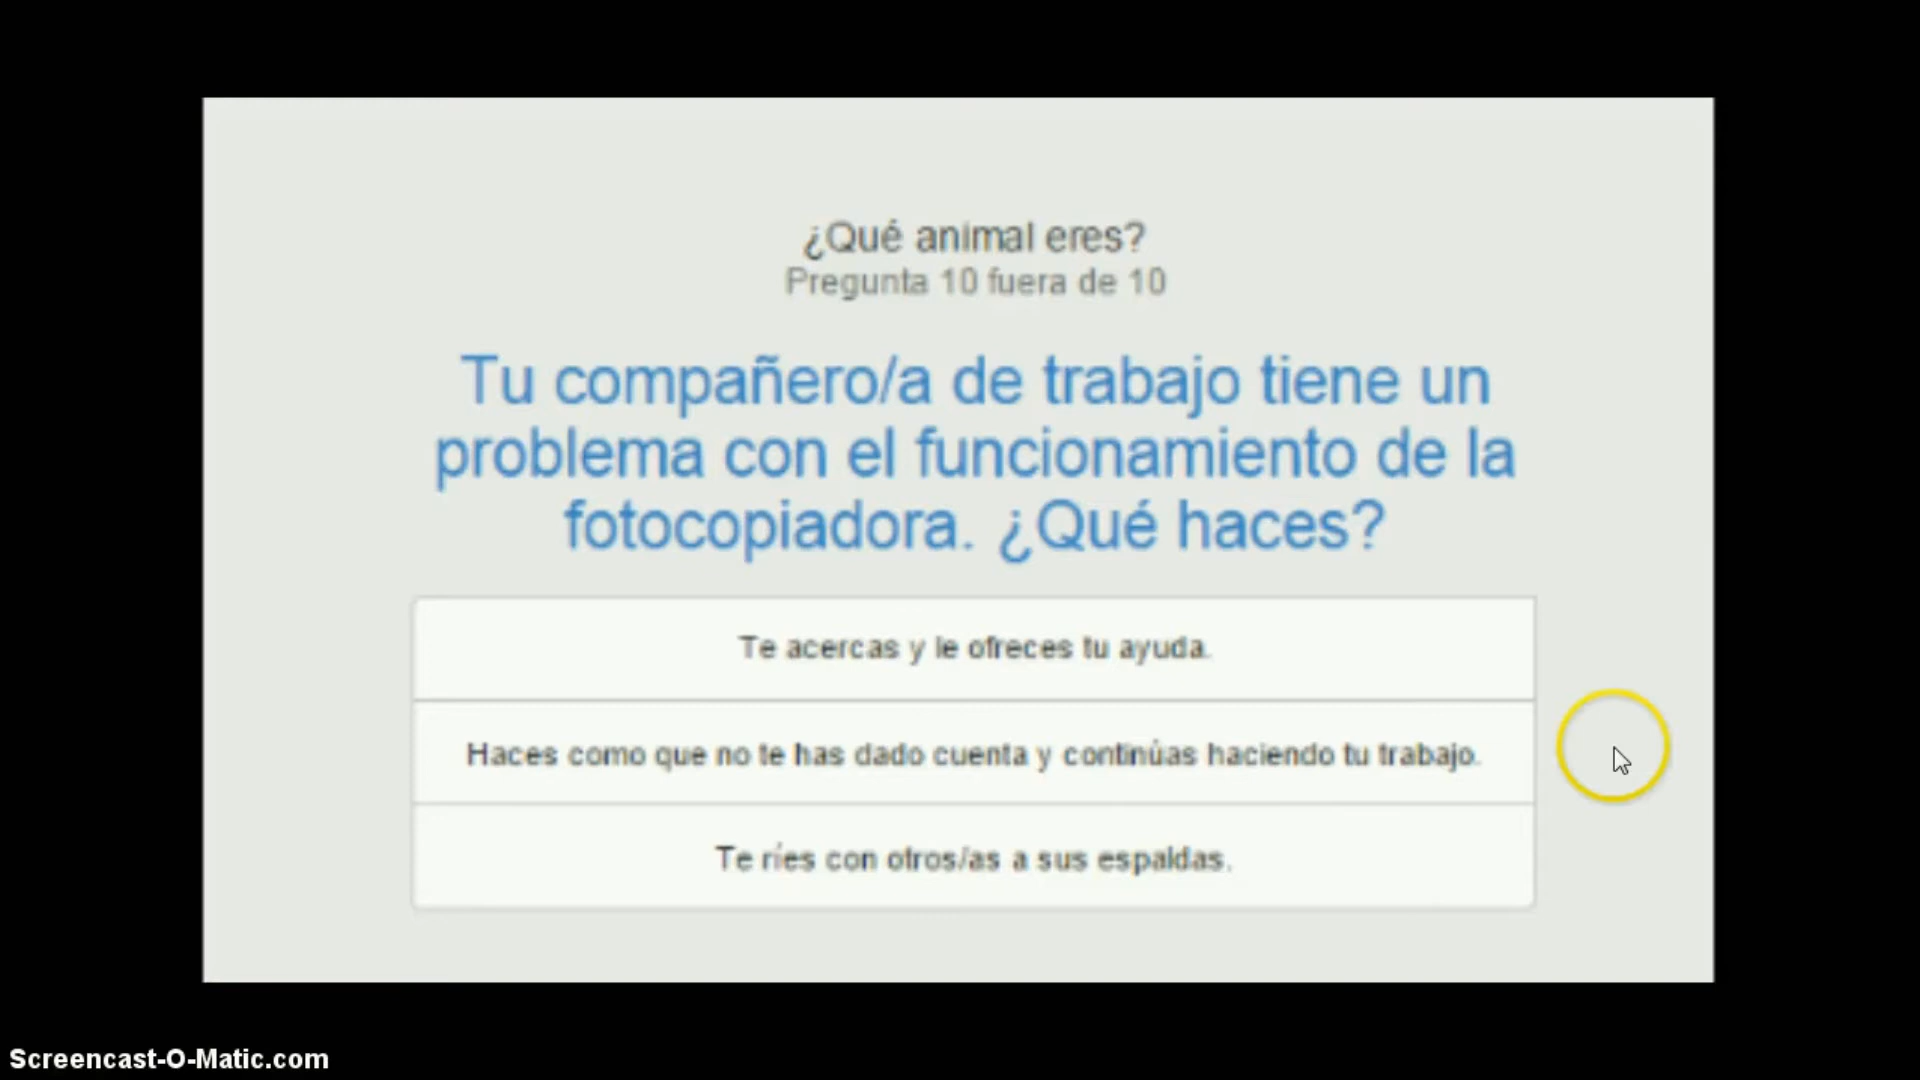 ¿Qué animal eres?
Pregunta 10 fuera de 10
Tu compañero/a de trabajo tiene un
problema con el funcionamiento de la
fotocopiadora. ¿Qué haces?
Te acercas y le ofreces tu ayuda.
Haces como que no te has dado cuenta y continúas haciendo tu trabajo.
Te ríes con otros/as a sus espaldas.
Screencast-O-Matic.com